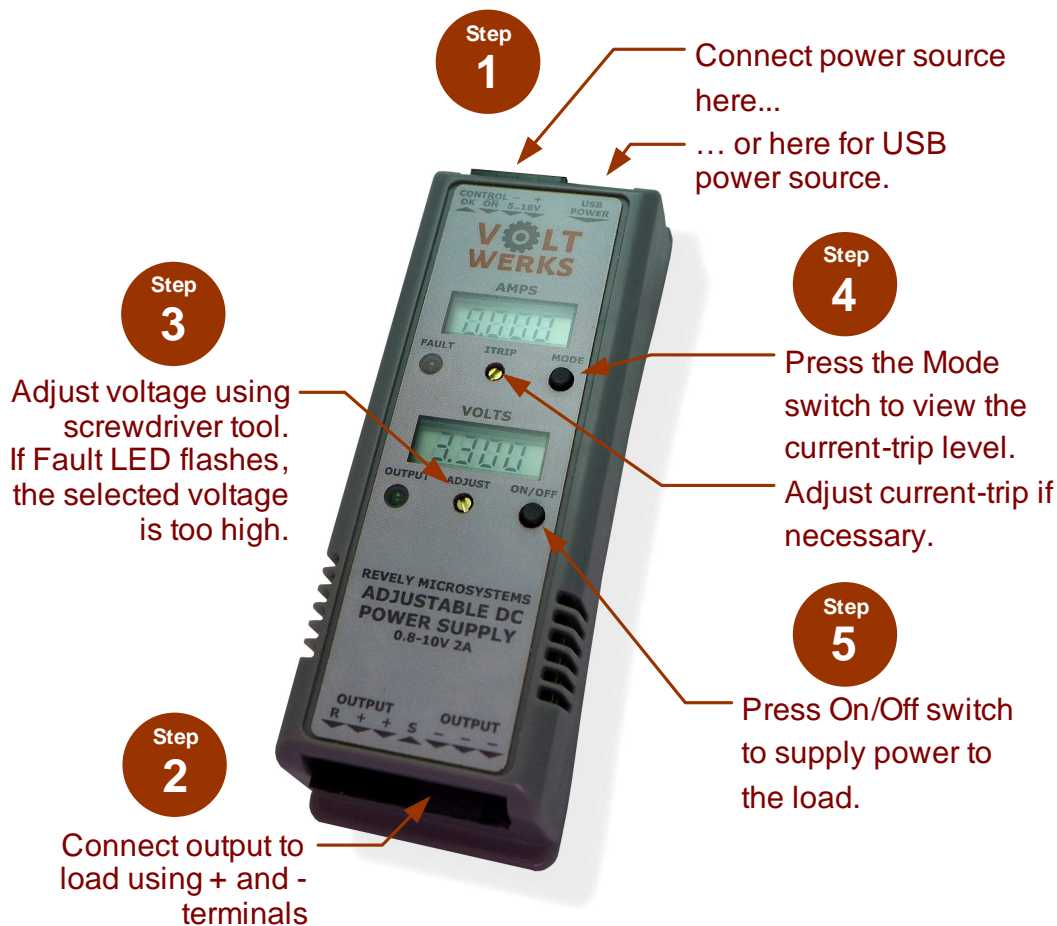 Step
1
Connect power source
here...
… or here for USB
power source.
CONTROL - +
OK ON 5..16V
USB
POWER
VOLT
WERKS
AMPS
0.000
FAULT
ITRIP
MODE
VOLTS
3.300
OUTPUT
ADJUST
ON/OFF
REVELY MICROSYSTEMS
ADJUSTABLE DC
POWER SUPPLY
0.8-10V 2A
OUTPUT
R + + S
OUTPUT
- - -
Step
3
Adjust voltage using
screwdriver tool.
If Fault LED flashes,
the selected voltage
is too high.
Step
4
Press the Mode
switch to view the
current-trip level.
Adjust current-trip if
necessary.
Step
5
Press On/Off switch
to supply power to
the load.
Step
2
Connect output to
load using + and -
terminals